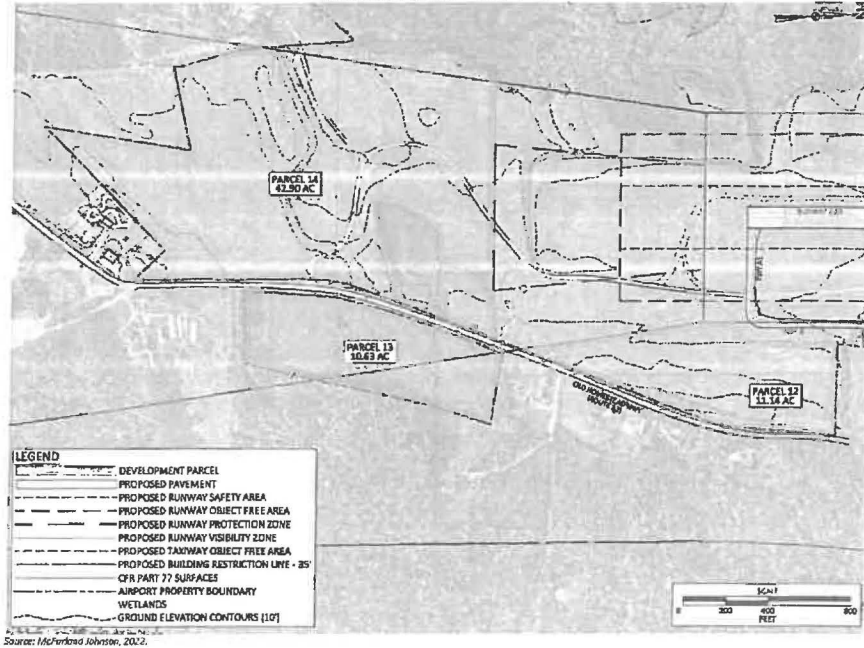 PARCEL 14
42.90 AC
PARCEL 13
10.63 AC
PARCEL 12
11.14 AC
LEGEND
DEVELOPMENT PARCEL
PROPOSED PAVEMENT
PROPOSED RUNWAY SAFETY AREA
PROPOSED RUNWAY OBJECT FREE AREA
PROPOSED RUNWAY PROTECTION ZONE
PROPOSED RUNWAY VISIBILITY ZONE
PROPOSED TAXIWAY OBJECT FREE AREA
PROPOSED BUILDING RESTRICTION LINE - 35'
CFR PART 77 SURFACES
AIRPORT PROPERTY BOUNDARY
WETLANDS
GROUND ELEVATION CONTOURS [10']
SCALE
0 200 400 800
FEET
Source: McFarland Johnson, 2022.